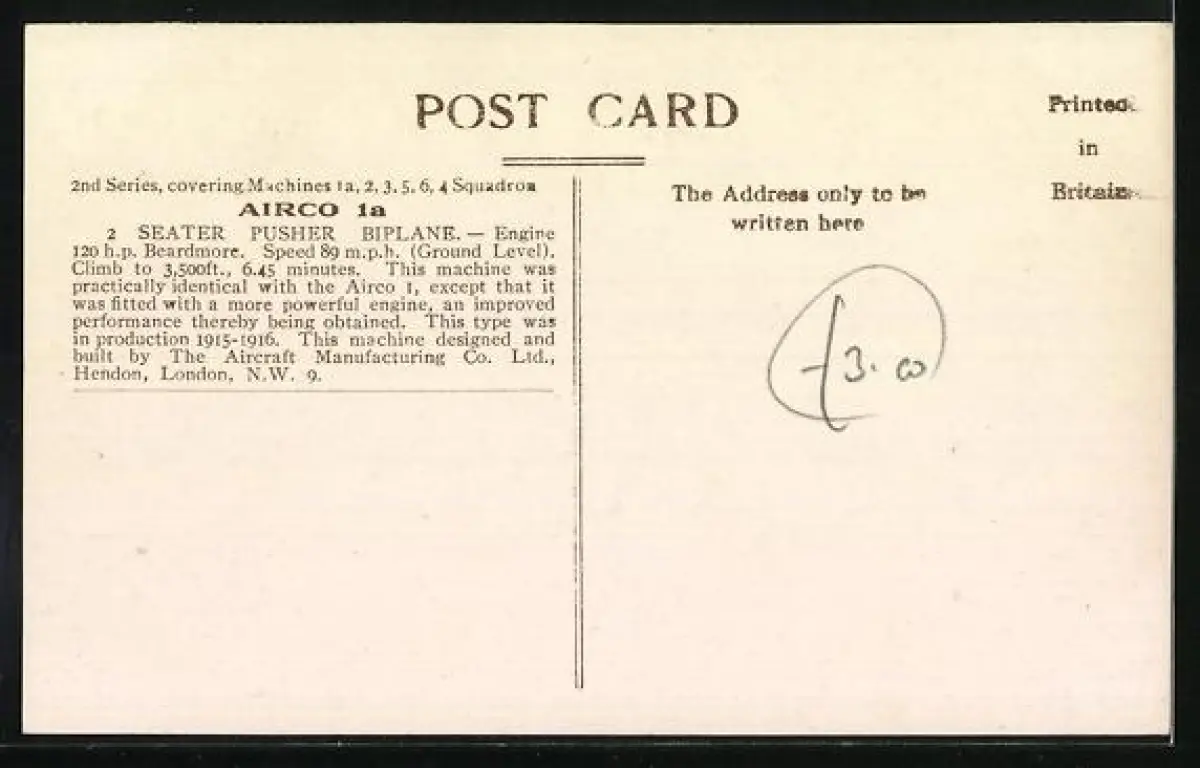 POST CARD
Printed
in
Britain
2nd Series, covering Machines 1a, 2, 3, 5, 6, 4 Squadron
AIRCO 1a
2 SEATER PUSHER BIPLANE. — Engine
120 h.p. Beardmore. Speed 89 m.p.h. (Ground Level).
Climb to 3,500ft., 6.45 minutes. This machine was
practically identical with the Airco 1, except that it
was fitted with a more powerful engine, an improved
performance thereby being obtained. This type was
in production 1915-1916. This machine designed and
built by The Aircraft Manufacturing Co. Ltd.,
Hendon, London, N.W. 9.
The Address only to be
written here
£3.00